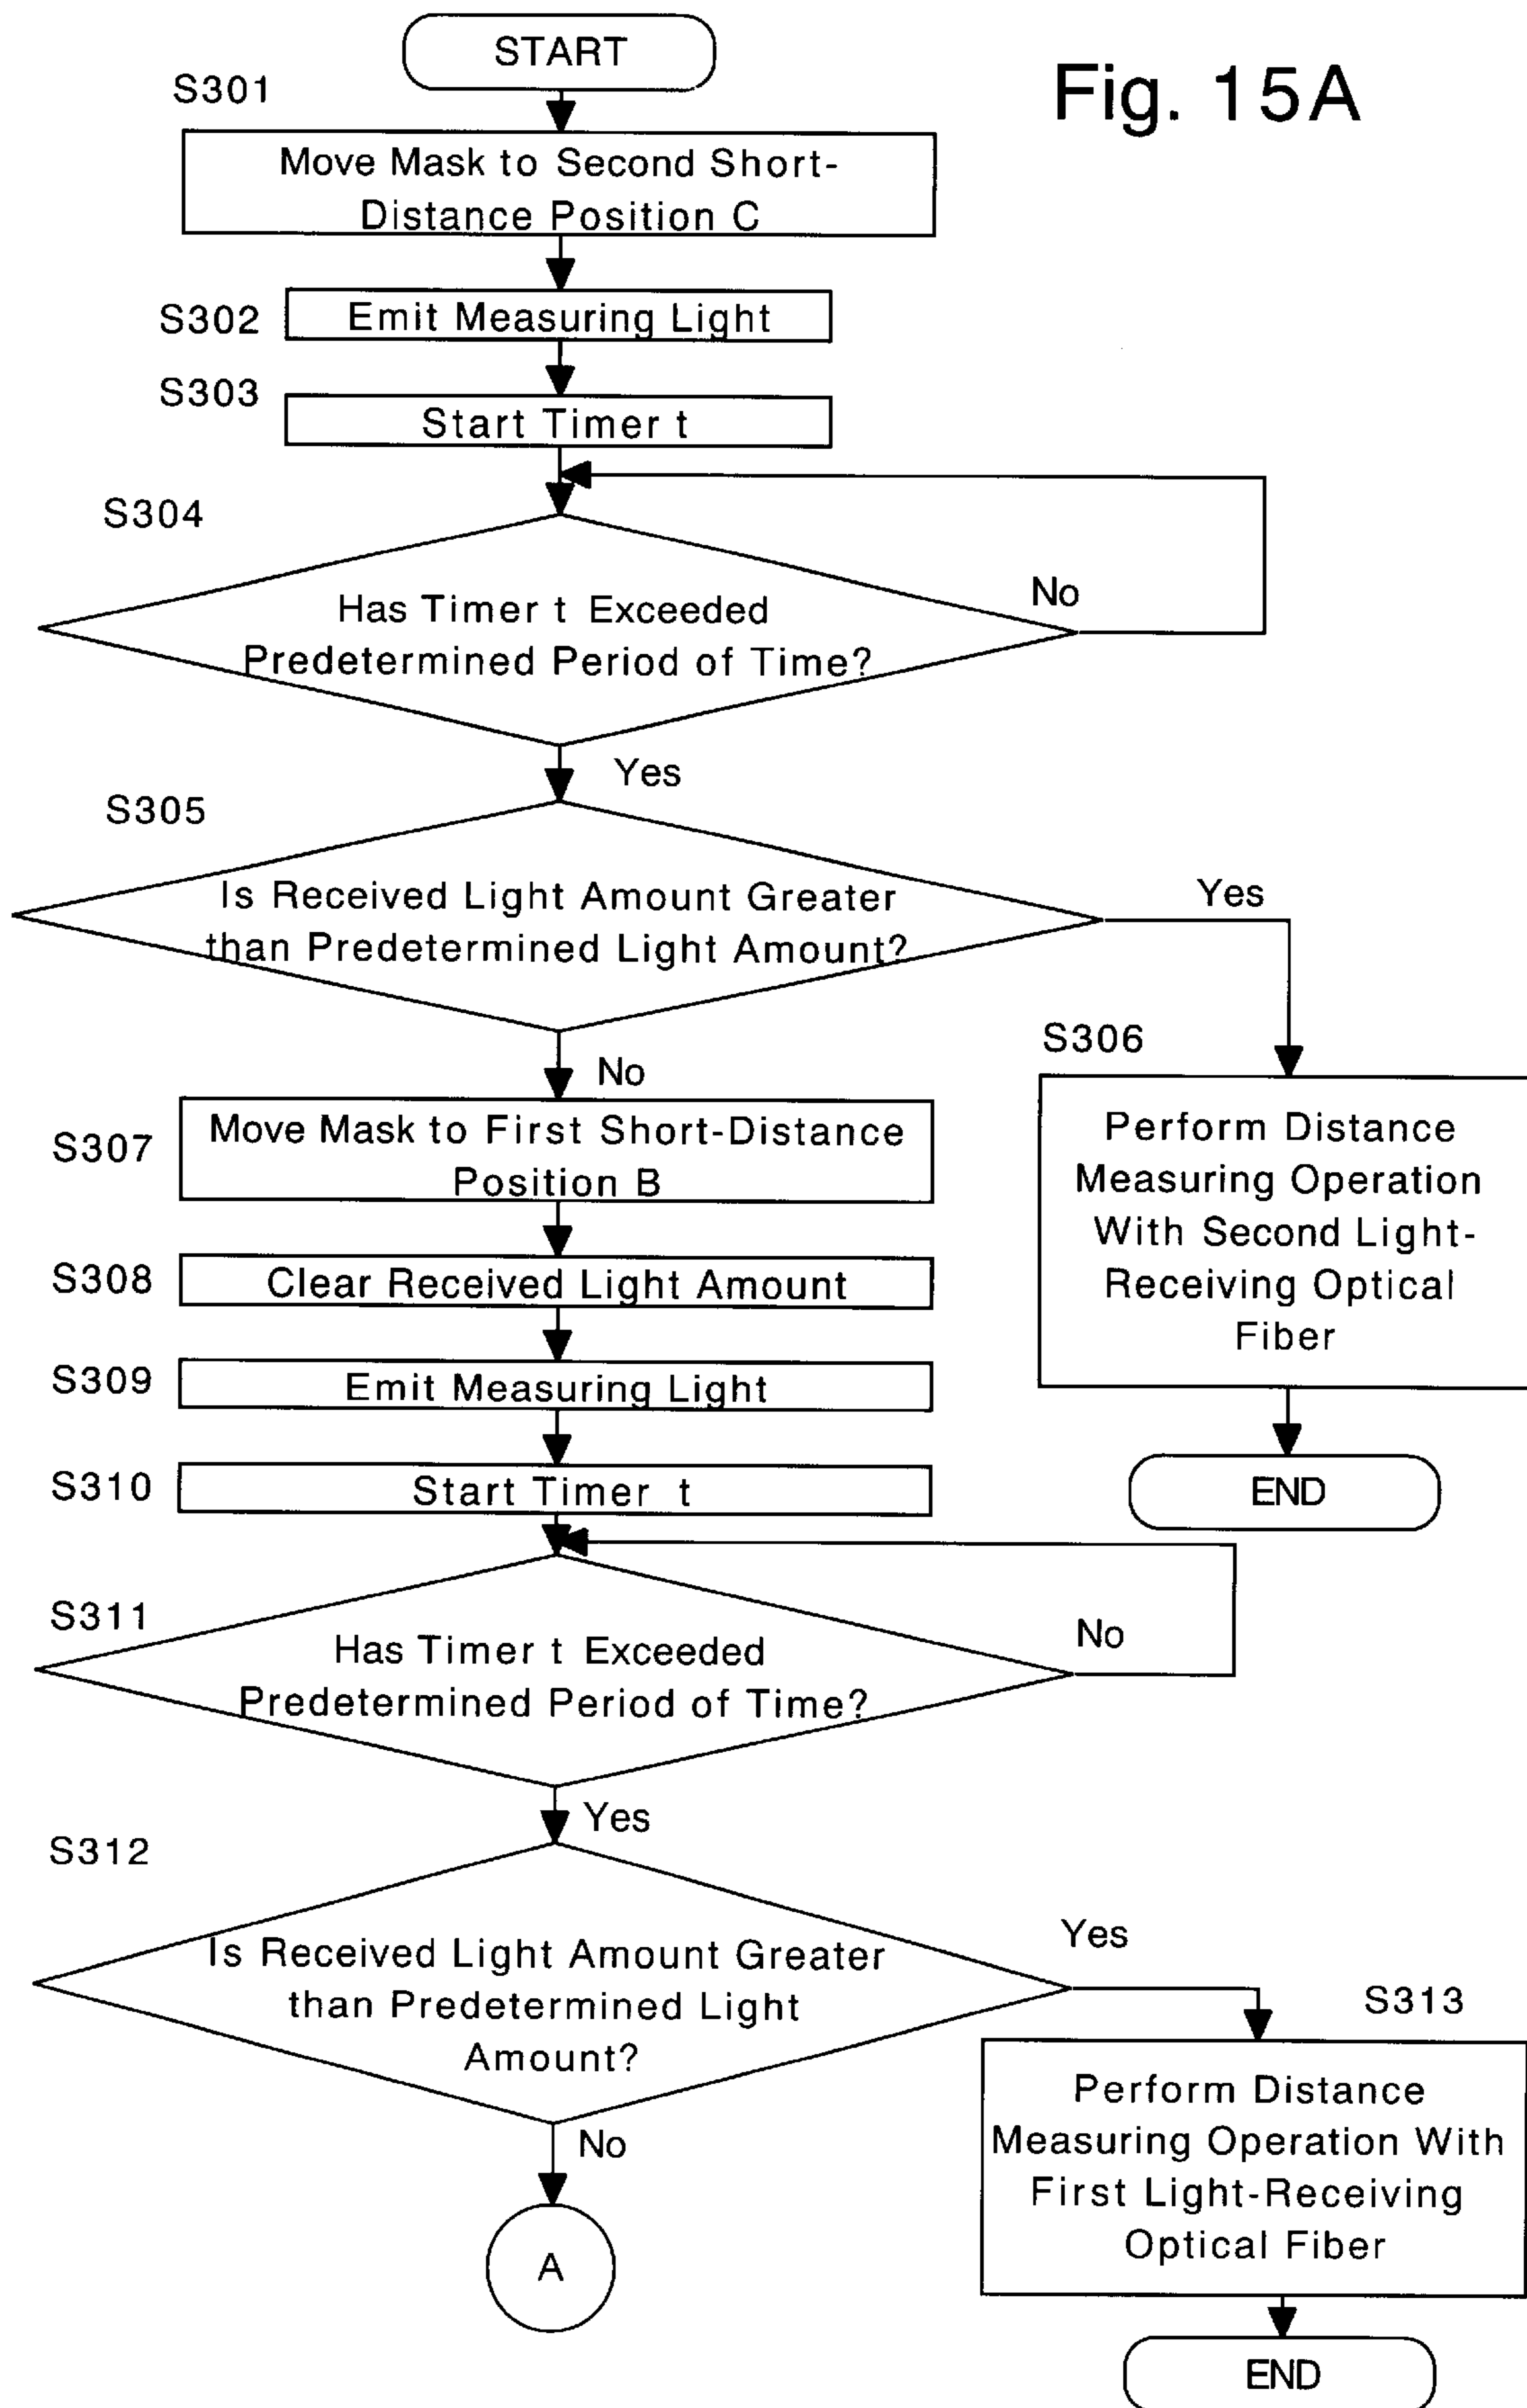 Fig. 15A
START
S301
Move Mask to Second Short-
Distance Position C
S302
Emit Measuring Light
S303
Start Timer t
S304
Has Timer t Exceeded
Predetermined Period of Time?
No
Yes
S305
Is Received Light Amount Greater
than Predetermined Light Amount?
Yes
No
S306
Perform Distance
Measuring Operation
With Second Light-
Receiving Optical
Fiber
END
S307
Move Mask to First Short-Distance
Position B
S308
Clear Received Light Amount
S309
Emit Measuring Light
S310
Start Timer t
S311
Has Timer t Exceeded
Predetermined Period of Time?
No
Yes
S312
Is Received Light Amount Greater
than Predetermined Light
Amount?
Yes
No
S313
Perform Distance
Measuring Operation With
First Light-Receiving
Optical Fiber
END
A